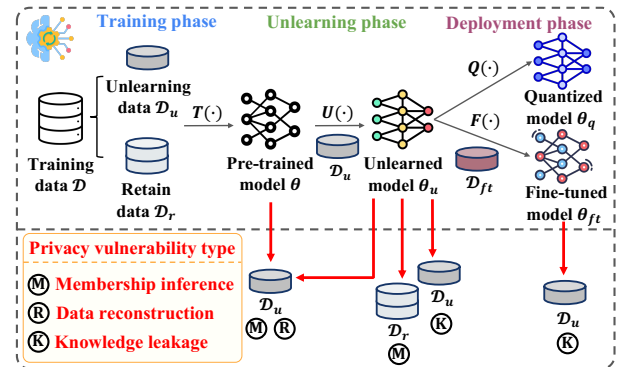 Training phase
Unlearning phase
Deployment phase
Unlearning
data 𝒟u
Training
data 𝒟
Retain
data 𝒟r
T(·)
Pre-trained
model θ
U(·)
𝒟u
Unlearned
model θu
Q(·)
F(·)
𝒟ft
Quantized
model θq
Fine-tuned
model θft
Privacy vulnerability type
M Membership inference
R Data reconstruction
K Knowledge leakage
𝒟u
M R
𝒟r
M
𝒟u
K
𝒟u
K